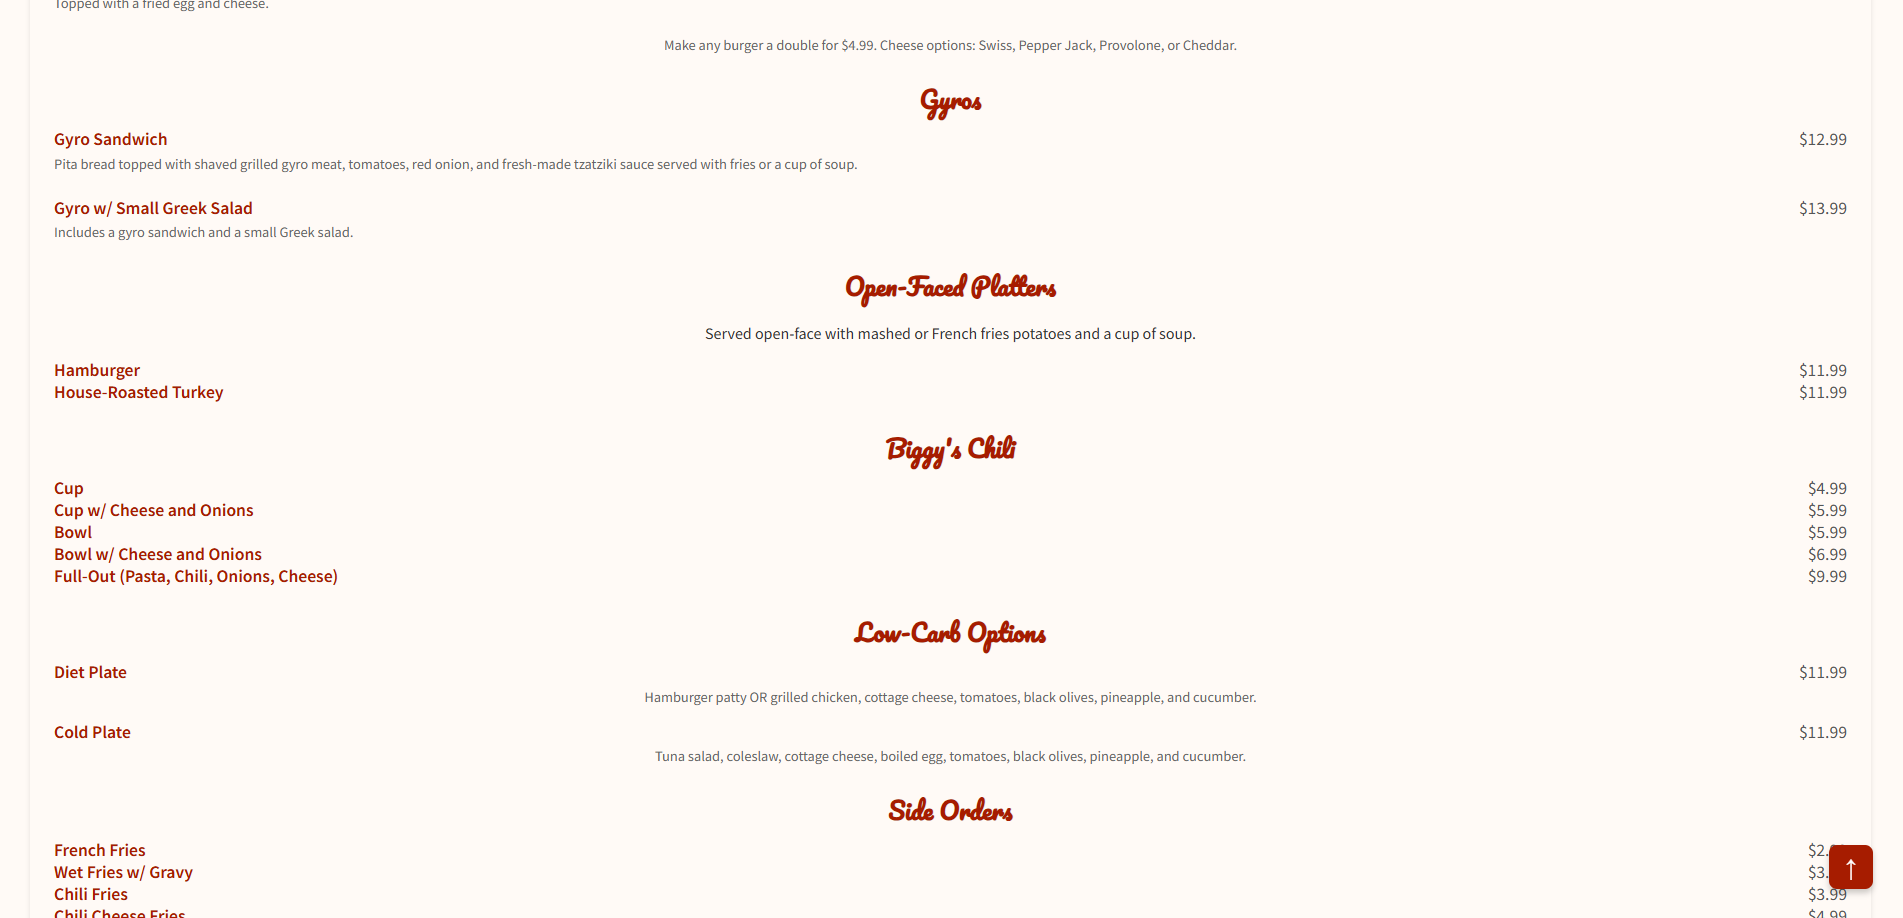 Topped with a fried egg and cheese.
Make any burger a double for $4.99. Cheese options: Swiss, Pepper Jack, Provolone, or Cheddar.
Gyros
Gyro Sandwich $12.99
Pita bread topped with shaved grilled gyro meat, tomatoes, red onion, and fresh-made tzatziki sauce served with fries or a cup of soup.
Gyro w/ Small Greek Salad $13.99
Includes a gyro sandwich and a small Greek salad.
Open-Faced Platters
Served open-face with mashed or French fries potatoes and a cup of soup.
Hamburger $11.99
House-Roasted Turkey $11.99
Biggy's Chili
Cup $4.99
Cup w/ Cheese and Onions $5.99
Bowl $5.99
Bowl w/ Cheese and Onions $6.99
Full-Out (Pasta, Chili, Onions, Cheese) $9.99
Low-Carb Options
Diet Plate $11.99
Hamburger patty OR grilled chicken, cottage cheese, tomatoes, black olives, pineapple, and cucumber.
Cold Plate $11.99
Tuna salad, coleslaw, cottage cheese, boiled egg, tomatoes, black olives, pineapple, and cucumber.
Side Orders
French Fries $2.
Wet Fries w/ Gravy $3.
Chili Fries $3.99
Chili Cheese Fries $4.99